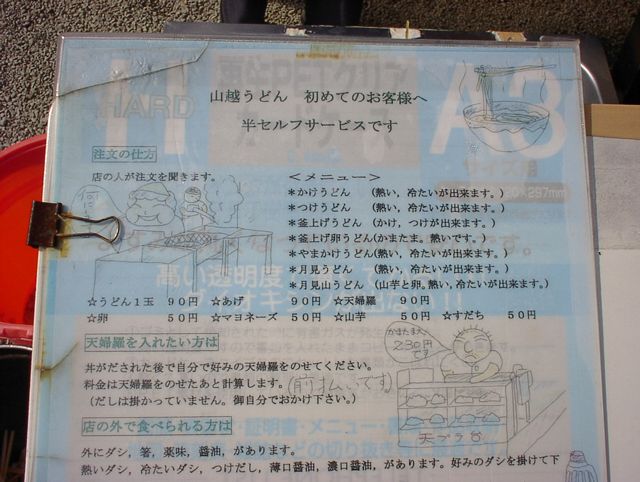 山越うどん 初めてのお客様へ
半セルフサービスです
HARD
A3
注文の仕方
店の人が注文を聞きます。
<メニュー>
*かけうどん (熱い,冷たいが出来ます。)
*つけうどん (熱い,冷たいが出来ます。)
*釜上げうどん (かけ,つけが出来ます。)
*釜上げ卵うどん(かまたま。熱いです。)
*やまかけうどん(熱い,冷たいが出来ます。)
*月見うどん (熱い,冷たいが出来ます。)
*月見山うどん (山芋と卵。熱い,冷たいが出来ます。)
☆うどん1玉 90円 ☆あげ 90円 ☆天婦羅 90円
☆卵 50円 ☆マヨネーズ 50円 ☆山芋 50円 ☆すだち 50円
天婦羅を入れたい方は
丼がだされた後で自分で好みの天婦羅をのせてください。
料金は天婦羅をのせたあと計算します。(前払いです)
(だしは掛かっていません。御自分でおかけ下さい。)
かまたま大
230円
です
天プラ台
店の外で食べられる方は
外にダシ,箸,薬味,醤油,があります。
熱いダシ,冷たいダシ,つけだし,薄口醤油,濃口醤油,があります。好みのダシを掛けて下